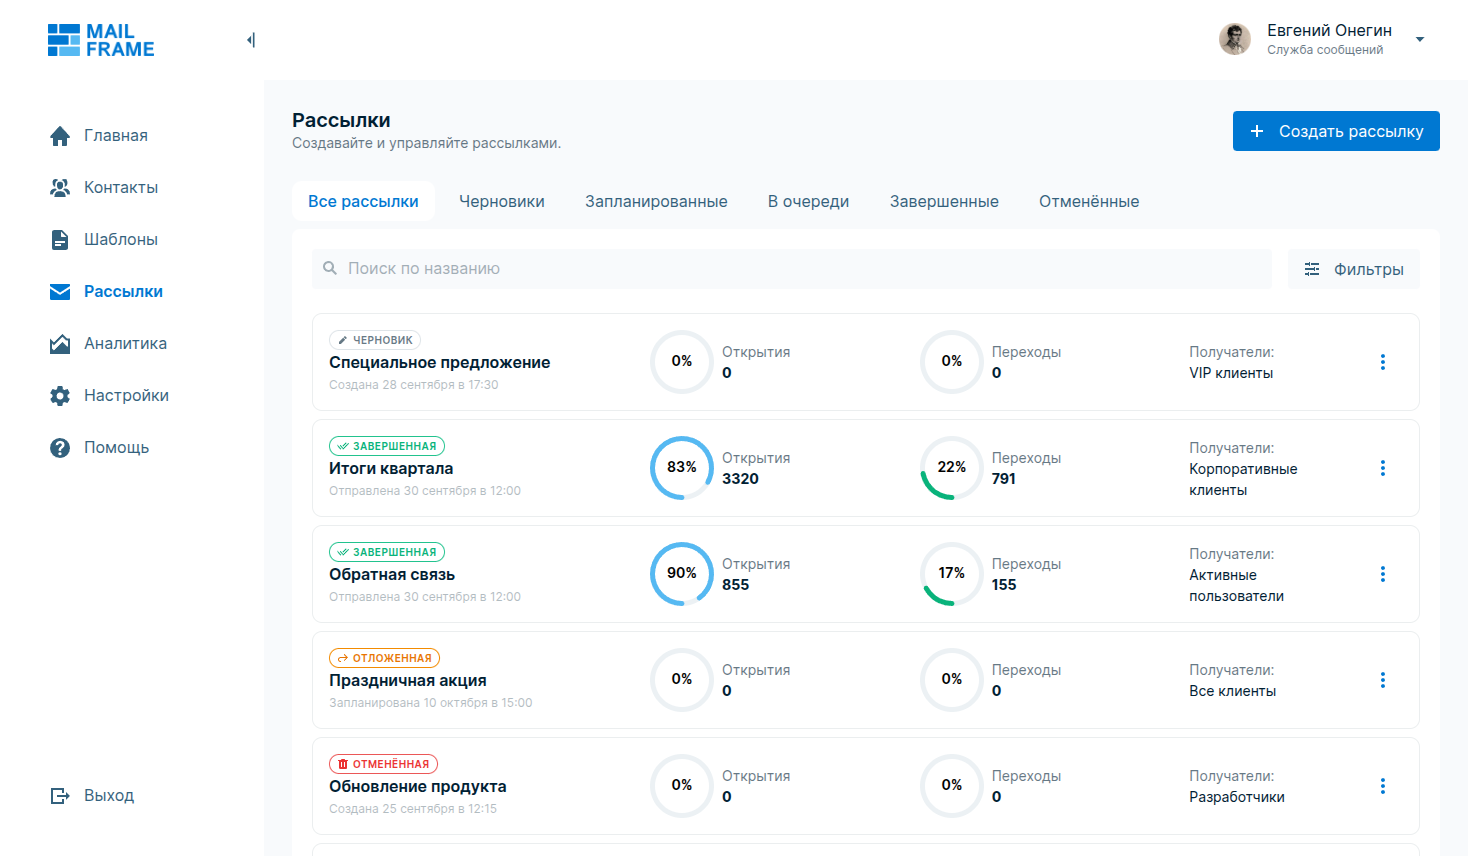 MAIL
FRAME
Евгений Онегин
Служба сообщений
Главная
Контакты
Шаблоны
Рассылки
Аналитика
Настройки
Помощь
Выход
Рассылки
Создавайте и управляйте рассылками.
Создать рассылку
Все рассылки
Черновики
Запланированные
В очереди
Завершенные
Отменённые
Поиск по названию
Фильтры
ЧЕРНОВИК
Специальное предложение
Создана 28 сентября в 17:30
0%
Открытия
0
0%
Переходы
0
Получатели:
VIP клиенты
ЗАВЕРШЕННАЯ
Итоги квартала
Отправлена 30 сентября в 12:00
83%
Открытия
3320
22%
Переходы
791
Получатели:
Корпоративные
клиенты
ЗАВЕРШЕННАЯ
Обратная связь
Отправлена 30 сентября в 12:00
90%
Открытия
855
17%
Переходы
155
Получатели:
Активные
пользователи
ОТЛОЖЕННАЯ
Праздничная акция
Запланирована 10 октября в 15:00
0%
Открытия
0
0%
Переходы
0
Получатели:
Все клиенты
ОТМЕНЁННАЯ
Обновление продукта
Создана 25 сентября в 12:15
0%
Открытия
0
0%
Переходы
0
Получатели:
Разработчики